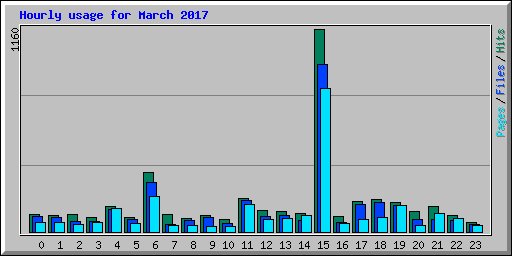 Hourly usage for March 2017
1160
Pages/Files/Hits
0 1 2 3 4 5 6 7 8 9 10 11 12 13 14 15 16 17 18 19 20 21 22 23